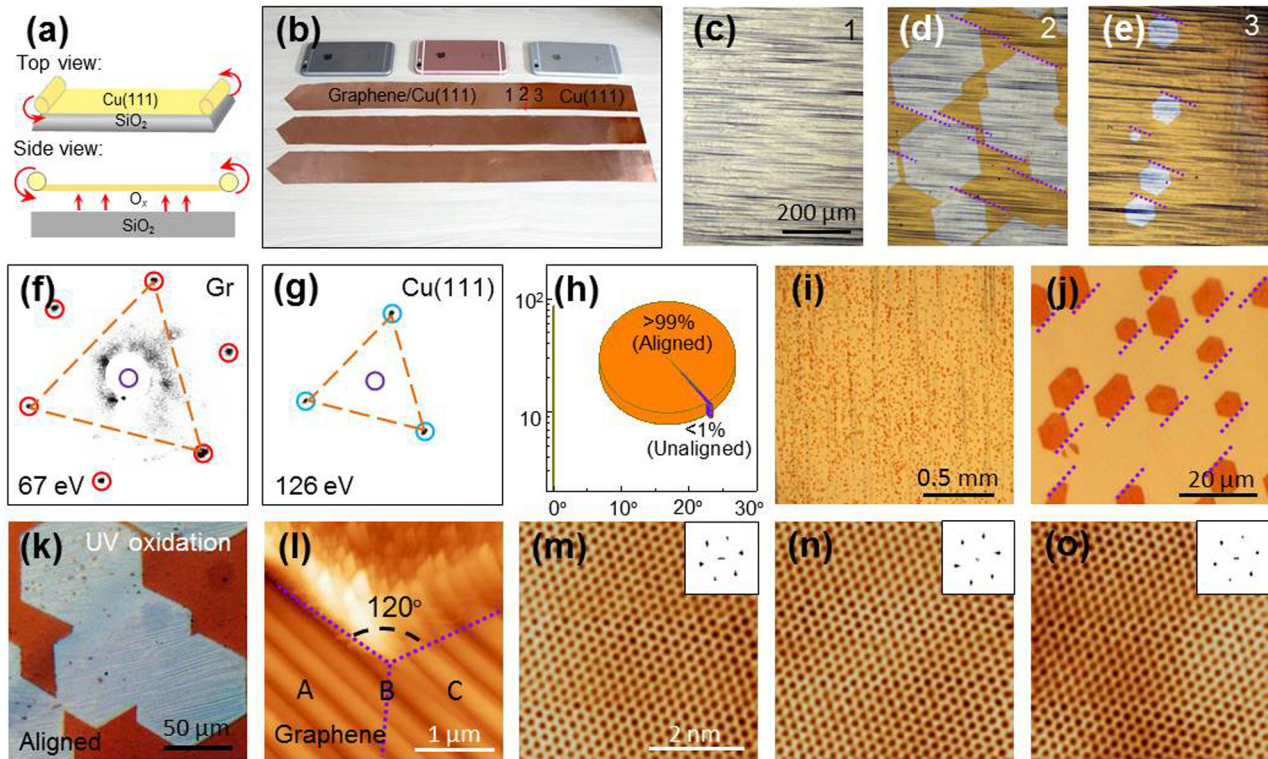 (a)
Top view:
Cu(111)
SiO₂
Side view:
Oₓ
SiO₂
(b)
Graphene/Cu(111) 1 2 3 Cu(111)
(c)
1
200 µm
(d)
2
(e)
3
(f)
Gr
67 eV
(g)
Cu(111)
126 eV
(h)
10²
10
0° 10° 20° 30°
>99%
(Aligned)
<1%
(Unaligned)
(i)
0.5 mm
(j)
20 µm
(k)
UV oxidation
Aligned
50 µm
(l)
120°
A B C
Graphene
1 µm
(m)
2 nm
(n)
(o)